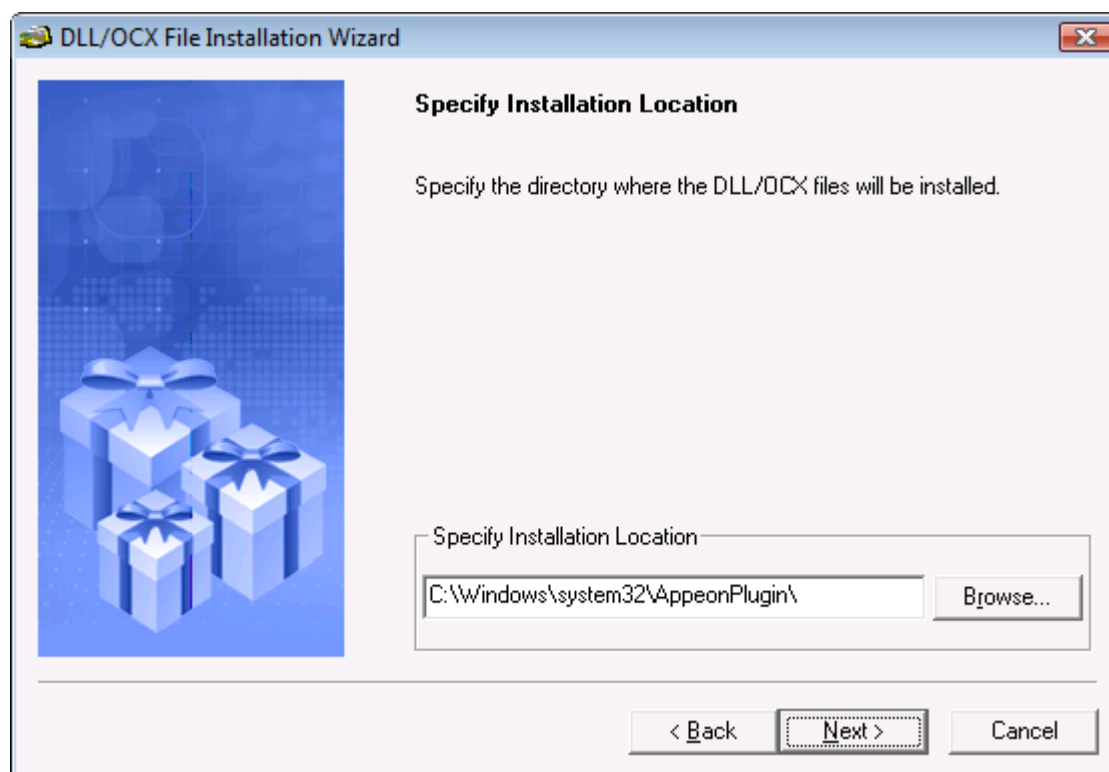 DLL/OCX File Installation Wizard
Specify Installation Location
Specify the directory where the DLL/OCX files will be installed.
Specify Installation Location
C:\Windows\system32\AppeonPlugin\
Browse...
< Back
Next >
Cancel